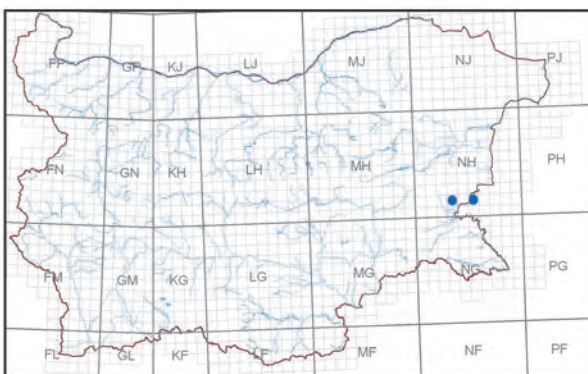 FP GP KJ LJ MJ NJ PJ
FN GN KH LH MH NH PH
FM GM KG LG MG NG PG
FL GL KF LF MF NF PF